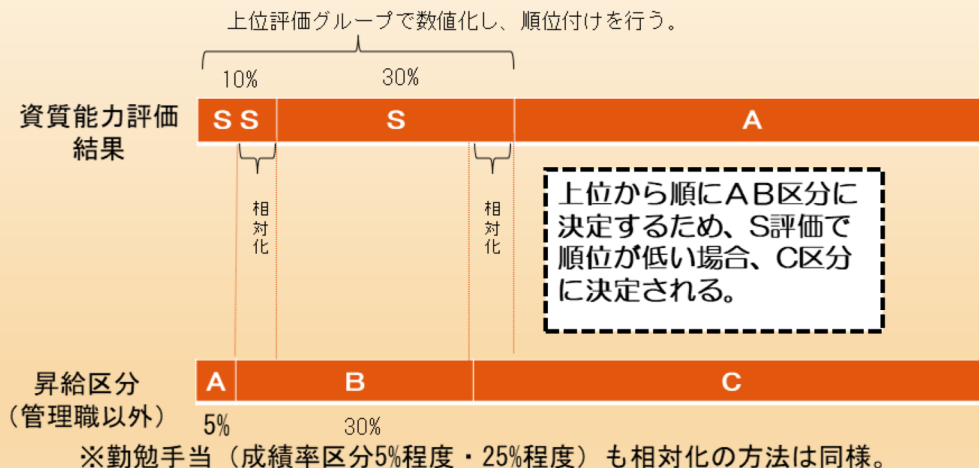 上位評価グループで数値化し、順位付けを行う。
10%
30%
資質能力評価
結果
SS
S
A
相対化
相対化
上位から順にAB区分に
決定するため、S評価で
順位が低い場合、C区分
に決定される。
昇給区分
（管理職以外）
A
B
C
5%
30%
※勤勉手当（成績率区分5%程度・25%程度）も相対化の方法は同様。